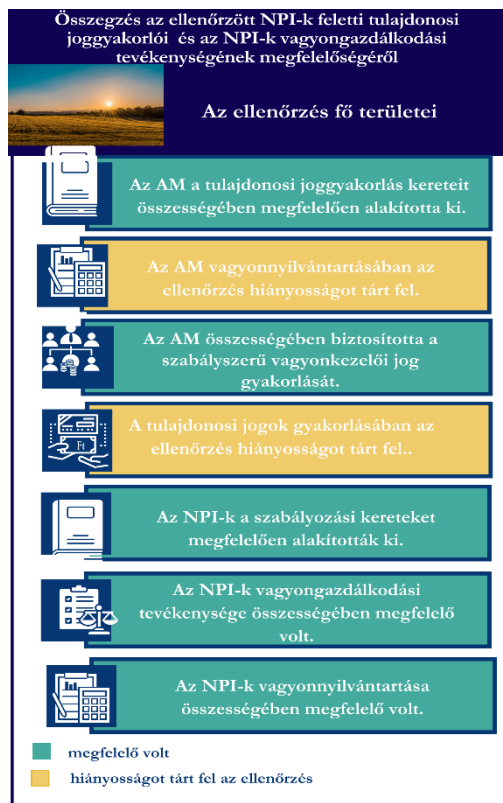 Összegzés az ellenőrzött NPI-k feletti tulajdonosi
joggyakorlói és az NPI-k vagyongazdálkodási
tevékenységének megfelelőségéről
Az ellenőrzés fő területei
Az AM a tulajdonosi joggyakorlás kereteit
összességében megfelelően alakította ki.
Az AM vagyonnyilvántartásában az
ellenőrzés hiányosságot tárt fel.
Az AM összességében biztosította a
szabályszerű vagyonkezelői jog
gyakorlását.
A tulajdonosi jogok gyakorlásában az
ellenőrzés hiányosságot tárt fel..
Ft
Az NPI-k a szabályozási kereteket
megfelelően alakították ki.
Az NPI-k vagyongazdálkodási
tevékenysége összességében megfelelő
volt.
Az NPI-k vagyonnyilvántartása
összességében megfelelő volt.
megfelelő volt
hiányosságot tárt fel az ellenőrzés